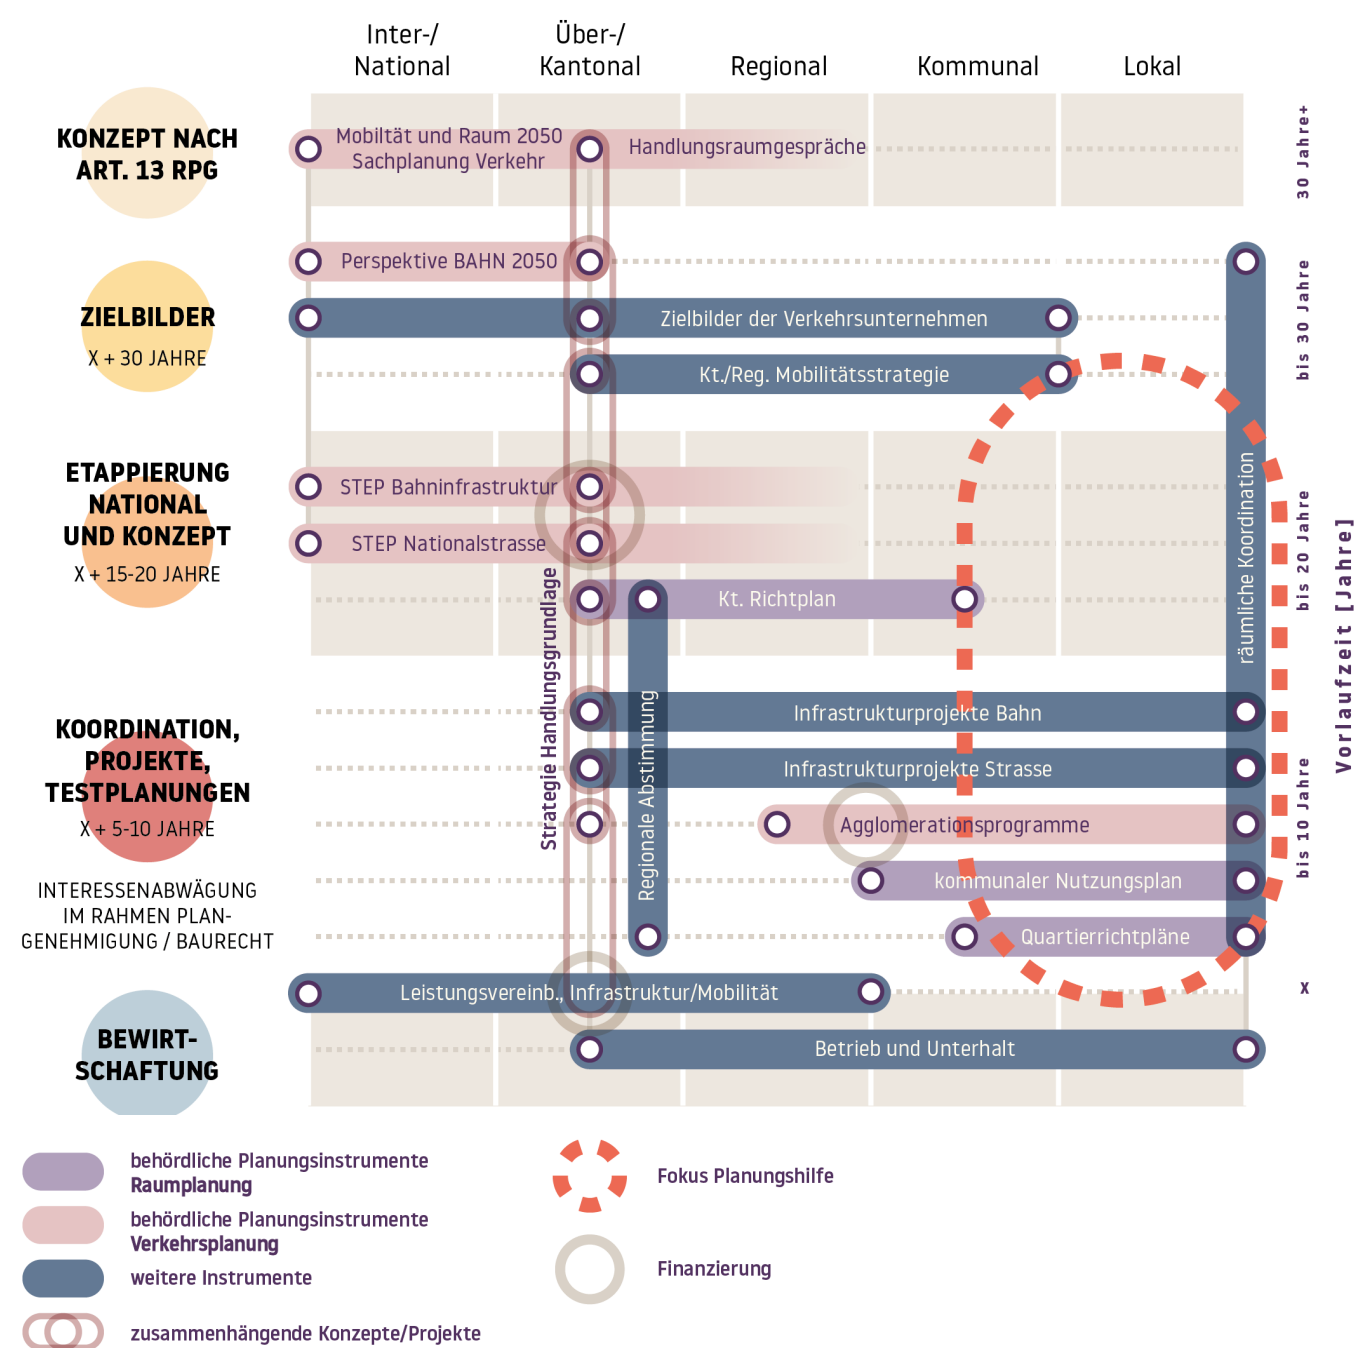 Inter-/
National
Über-/
Kantonal
Regional
Kommunal
Lokal
KONZEPT NACH
ART. 13 RPG
Mobiltät und Raum 2050
Sachplanung Verkehr
Handlungsraumgespräche
30 Jahre+
Perspektive BAHN 2050
ZIELBILDER
X + 30 JAHRE
Zielbilder der Verkehrsunternehmen
Kt./Reg. Mobilitätsstrategie
bis 30 Jahre
ETAPPIERUNG
NATIONAL
UND KONZEPT
X + 15-20 JAHRE
STEP Bahninfrastruktur
STEP Nationalstrasse
Kt. Richtplan
räumliche Koordination
bis 20 Jahre
Vorlaufzeit [Jahre]
Strategie Handlungsgrundlage
Regionale Abstimmung
KOORDINATION,
PROJEKTE,
TESTPLANUNGEN
X + 5-10 JAHRE
INTERESSENABWÄGUNG
IM RAHMEN PLAN-
GENEHMIGUNG / BAURECHT
Infrastrukturprojekte Bahn
Infrastrukturprojekte Strasse
Agglomerationsprogramme
kommunaler Nutzungsplan
Quartierrichtpläne
bis 10 Jahre
Leistungsvereinb., Infrastruktur/Mobilität
X
BEWIRT-
SCHAFTUNG
Betrieb und Unterhalt
behördliche Planungsinstrumente
Raumplanung
behördliche Planungsinstrumente
Verkehrsplanung
weitere Instrumente
zusammenhängende Konzepte/Projekte
Fokus Planungshilfe
Finanzierung